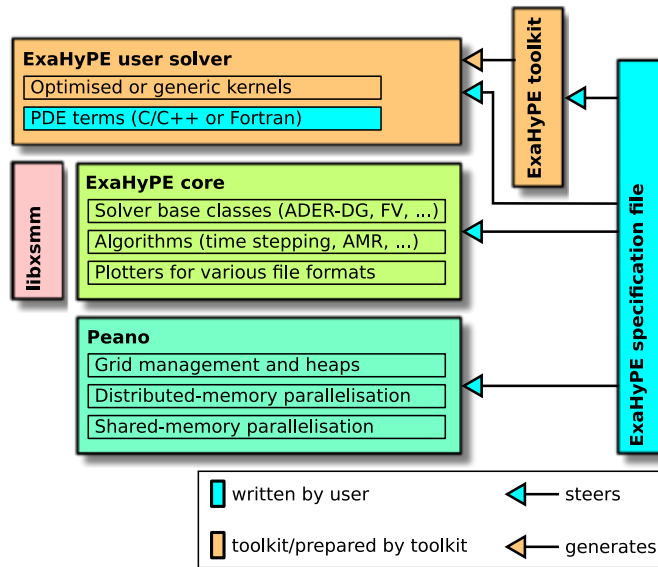 ExaHyPE user solver
Optimised or generic kernels
PDE terms (C/C++ or Fortran)
ExaHyPE toolkit
ExaHyPE specification file
libxsmm
ExaHyPE core
Solver base classes (ADER-DG, FV, ...)
Algorithms (time stepping, AMR, ...)
Plotters for various file formats
Peano
Grid management and heaps
Distributed-memory parallelisation
Shared-memory parallelisation
written by user
steers
toolkit/prepared by toolkit
generates